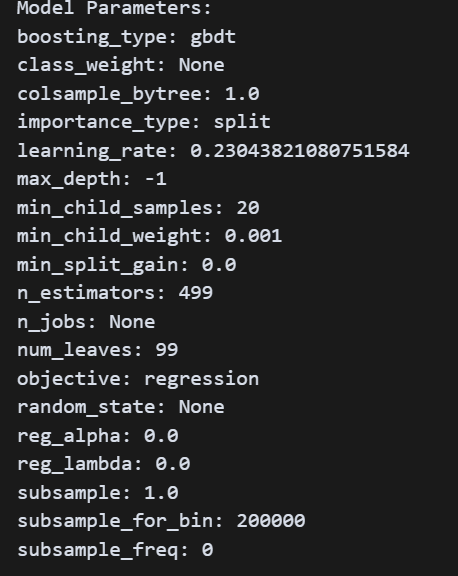 Model Parameters:
boosting_type: gbdt
class_weight: None
colsample_bytree: 1.0
importance_type: split
learning_rate: 0.23043821080751584
max_depth: -1
min_child_samples: 20
min_child_weight: 0.001
min_split_gain: 0.0
n_estimators: 499
n_jobs: None
num_leaves: 99
objective: regression
random_state: None
reg_alpha: 0.0
reg_lambda: 0.0
subsample: 1.0
subsample_for_bin: 200000
subsample_freq: 0